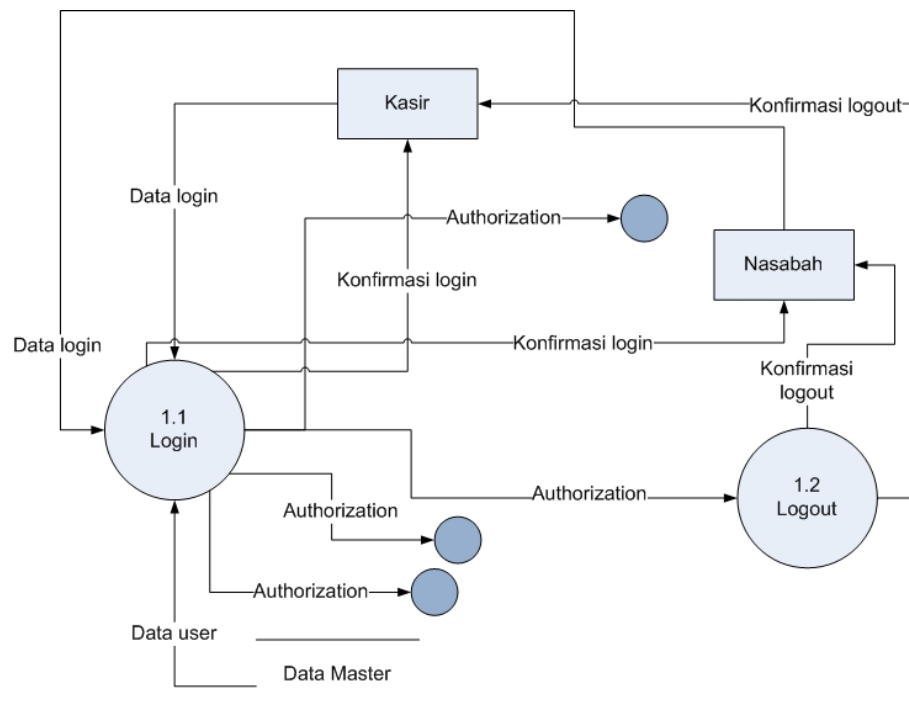 Kasir
Konfirmasi logout
Data login
Authorization
Nasabah
Konfirmasi login
Konfirmasi login
Data login
Konfirmasi
logout
1.1
Login
1.2
Logout
Authorization
Authorization
Authorization
Data user
Data Master